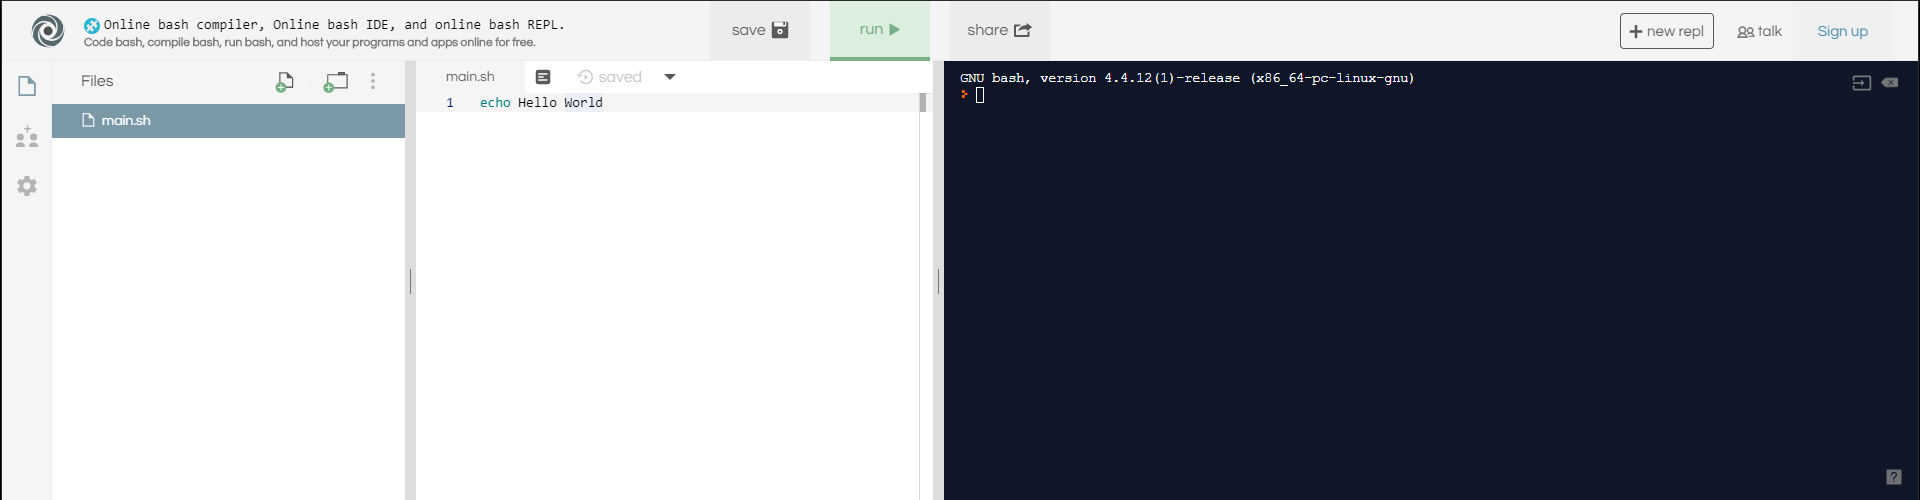 Online bash compiler, Online bash IDE, and online bash REPL.
Code bash, compile bash, run bash, and host your programs and apps online for free.
save
run
share
+ new repl
talk
Sign up
Files
main.sh
main.sh
saved
1 echo Hello World
GNU bash, version 4.4.12(1)-release (x86_64-pc-linux-gnu)
?